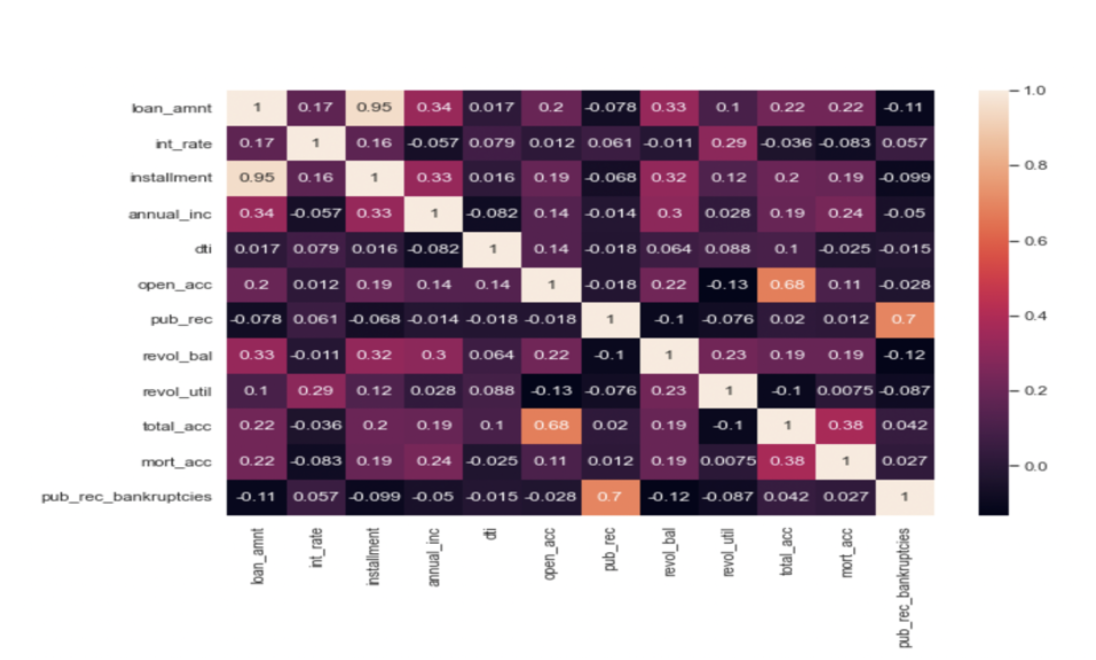 loan_amnt 1 0.17 0.95 0.34 0.017 0.2 -0.078 0.33 0.1 0.22 0.22 -0.11
int_rate 0.17 1 0.16 -0.057 0.079 0.012 0.061 -0.011 0.29 -0.036 -0.083 0.057
installment 0.95 0.16 1 0.33 0.016 0.19 -0.068 0.32 0.12 0.2 0.19 -0.099
annual_inc 0.34 -0.057 0.33 1 -0.082 0.14 -0.014 0.3 0.028 0.19 0.24 -0.05
dti 0.017 0.079 0.016 -0.082 1 0.14 -0.018 0.064 0.088 0.1 -0.025 -0.015
open_acc 0.2 0.012 0.19 0.14 0.14 1 -0.018 0.22 -0.13 0.68 0.11 -0.028
pub_rec -0.078 0.061 -0.068 -0.014 -0.018 -0.018 1 -0.1 -0.076 0.02 0.012 0.7
revol_bal 0.33 -0.011 0.32 0.3 0.064 0.22 -0.1 1 0.23 0.19 0.19 -0.12
revol_util 0.1 0.29 0.12 0.028 0.088 -0.13 -0.076 0.23 1 -0.1 0.0075 -0.087
total_acc 0.22 -0.036 0.2 0.19 0.1 0.68 0.02 0.19 -0.1 1 0.38 0.042
mort_acc 0.22 -0.083 0.19 0.24 -0.025 0.11 0.012 0.19 0.0075 0.38 1 0.027
pub_rec_bankruptcies -0.11 0.057 -0.099 -0.05 -0.015 -0.028 0.7 -0.12 -0.087 0.042 0.027 1
loan_amnt int_rate installment annual_inc dti open_acc pub_rec revol_bal revol_util total_acc mort_acc pub_rec_bankruptcies
1.0
0.8
0.6
0.4
0.2
0.0